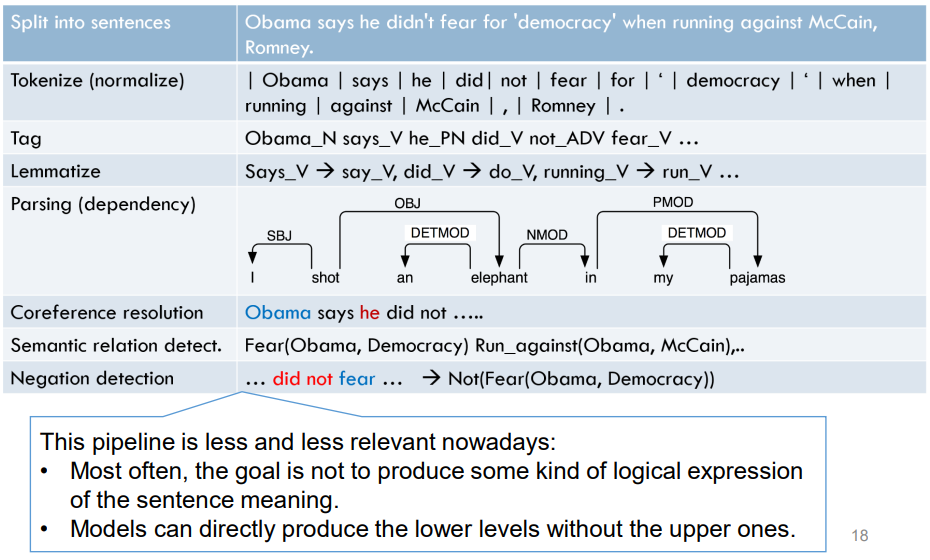 Split into sentences
Obama says he didn't fear for 'democracy' when running against McCain,
Romney.
Tokenize (normalize)
| Obama | says | he | did| not | fear | for | ‘ | democracy | ‘ | when |
running | against | McCain | , | Romney | .
Tag
Obama_N says_V he_PN did_V not_ADV fear_V …
Lemmatize
Says_V → say_V, did_V → do_V, running_V → run_V …
Parsing (dependency)
OBJ PMOD
SBJ DETMOD NMOD DETMOD
I shot an elephant in my pajamas
Coreference resolution
Obama says he did not …..
Semantic relation detect.
Fear(Obama, Democracy) Run_against(Obama, McCain),..
Negation detection
… did not fear … → Not(Fear(Obama, Democracy))
This pipeline is less and less relevant nowadays:
• Most often, the goal is not to produce some kind of logical expression
of the sentence meaning.
• Models can directly produce the lower levels without the upper ones.
18